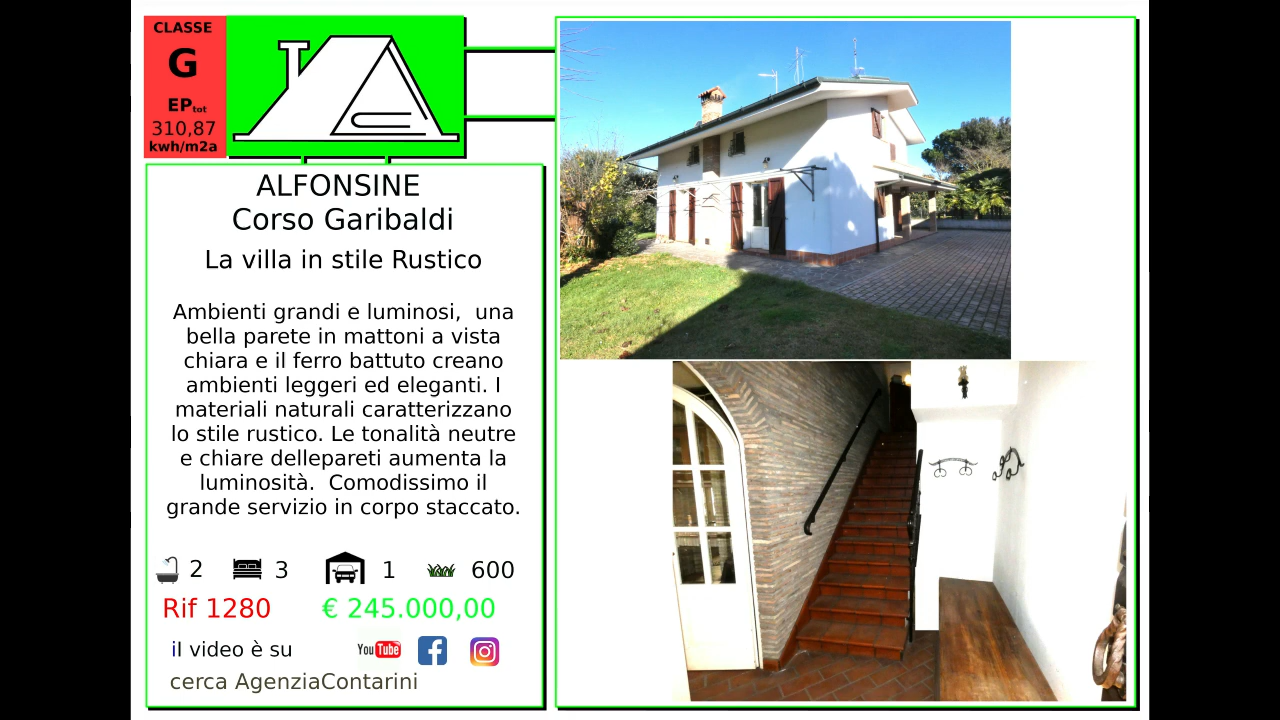 CLASSE
G
EPtot
310,87
kwh/m2a
ALFONSINE
Corso Garibaldi
La villa in stile Rustico
Ambienti grandi e luminosi,  una
bella parete in mattoni a vista
chiara e il ferro battuto creano
ambienti leggeri ed eleganti. I
materiali naturali caratterizzano
lo stile rustico. Le tonalità neutre
e chiare dellepareti aumenta la
luminosità.  Comodissimo il
grande servizio in corpo staccato.
2 3 1 600
Rif 1280 € 245.000,00
il video è su YouTube
cerca AgenziaContarini